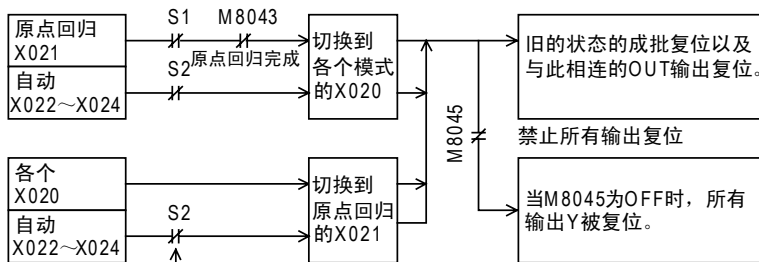 S1 M8043
原点回归
X021
原点回归完成
自动
X022～X024
S2
切换到
各个模式
的X020
旧的状态的成批复位以及
与此相连的OUT输出复位。
M8045
禁止所有输出复位
各个
X020
自动
X022～X024
S2
切换到
原点回归
的X021
当M8045为OFF时，所有
输出Y被复位。